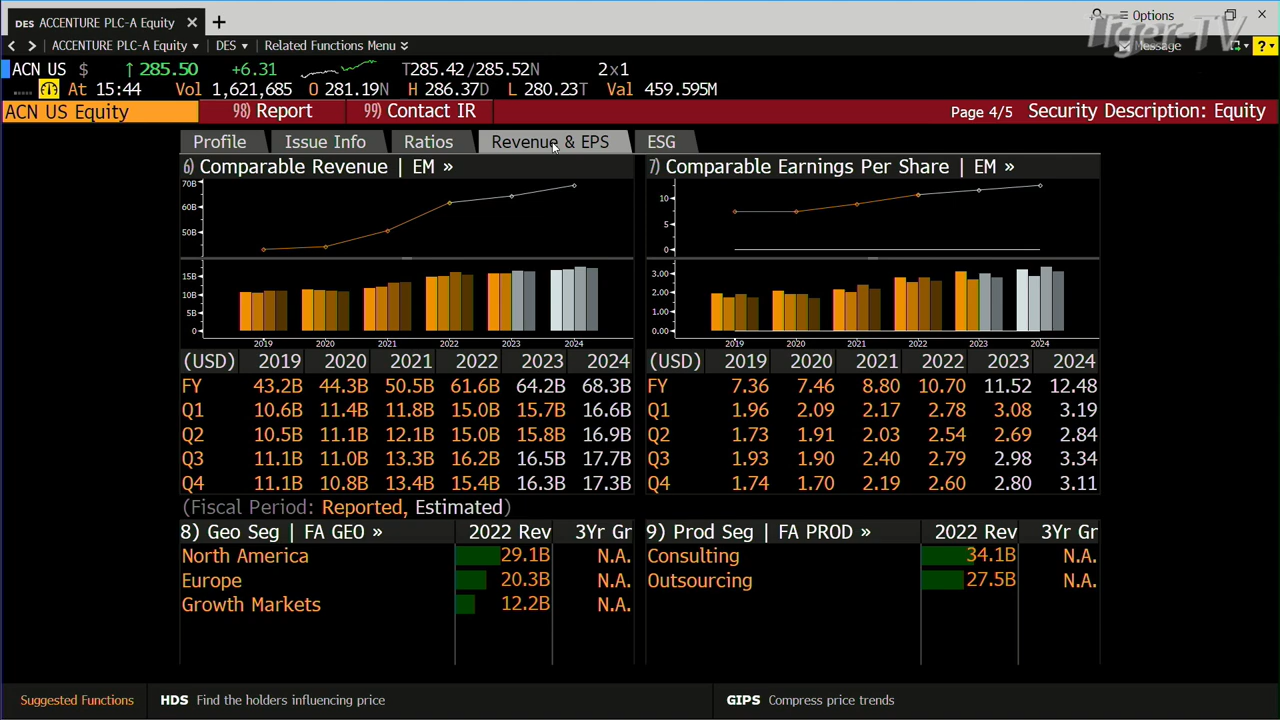 DES ACCENTURE PLC-A Equity × +
Options
< > ACCENTURE PLC-A Equity ▾ DES ▾ Related Functions Menu
Message
Tiger-TV
ACN US $ ↑ 285.50 +6.31 T285.42/285.52N 2x1
At 15:44 Vol 1,621,685 O 281.19N H 286.37D L 280.23T Val 459.595M
ACN US Equity 98) Report 99) Contact IR Page 4/5 Security Description: Equity
Profile Issue Info Ratios Revenue & EPS ESG
6) Comparable Revenue | EM »
70B
60B
50B
15B
10B
5B
0
2019 2020 2021 2022 2023 2024
(USD) 2019 2020 2021 2022 2023 2024
FY 43.2B 44.3B 50.5B 61.6B 64.2B 68.3B
Q1 10.6B 11.4B 11.8B 15.0B 15.7B 16.6B
Q2 10.5B 11.1B 12.1B 15.0B 15.8B 16.9B
Q3 11.1B 11.0B 13.3B 16.2B 16.5B 17.7B
Q4 11.1B 10.8B 13.4B 15.4B 16.3B 17.3B
(Fiscal Period: Reported, Estimated)
7) Comparable Earnings Per Share | EM »
10
5
0
3.00
2.00
1.00
0.00
2019 2020 2021 2022 2023 2024
(USD) 2019 2020 2021 2022 2023 2024
FY 7.36 7.46 8.80 10.70 11.52 12.48
Q1 1.96 2.09 2.17 2.78 3.08 3.19
Q2 1.73 1.91 2.03 2.54 2.69 2.84
Q3 1.93 1.90 2.40 2.79 2.98 3.34
Q4 1.74 1.70 2.19 2.60 2.80 3.11
8) Geo Seg | FA GEO » 2022 Rev 3Yr Gr
North America 29.1B N.A.
Europe 20.3B N.A.
Growth Markets 12.2B N.A.
9) Prod Seg | FA PROD » 2022 Rev 3Yr Gr
Consulting 34.1B N.A.
Outsourcing 27.5B N.A.
Suggested Functions HDS Find the holders influencing price GIPS Compress price trends